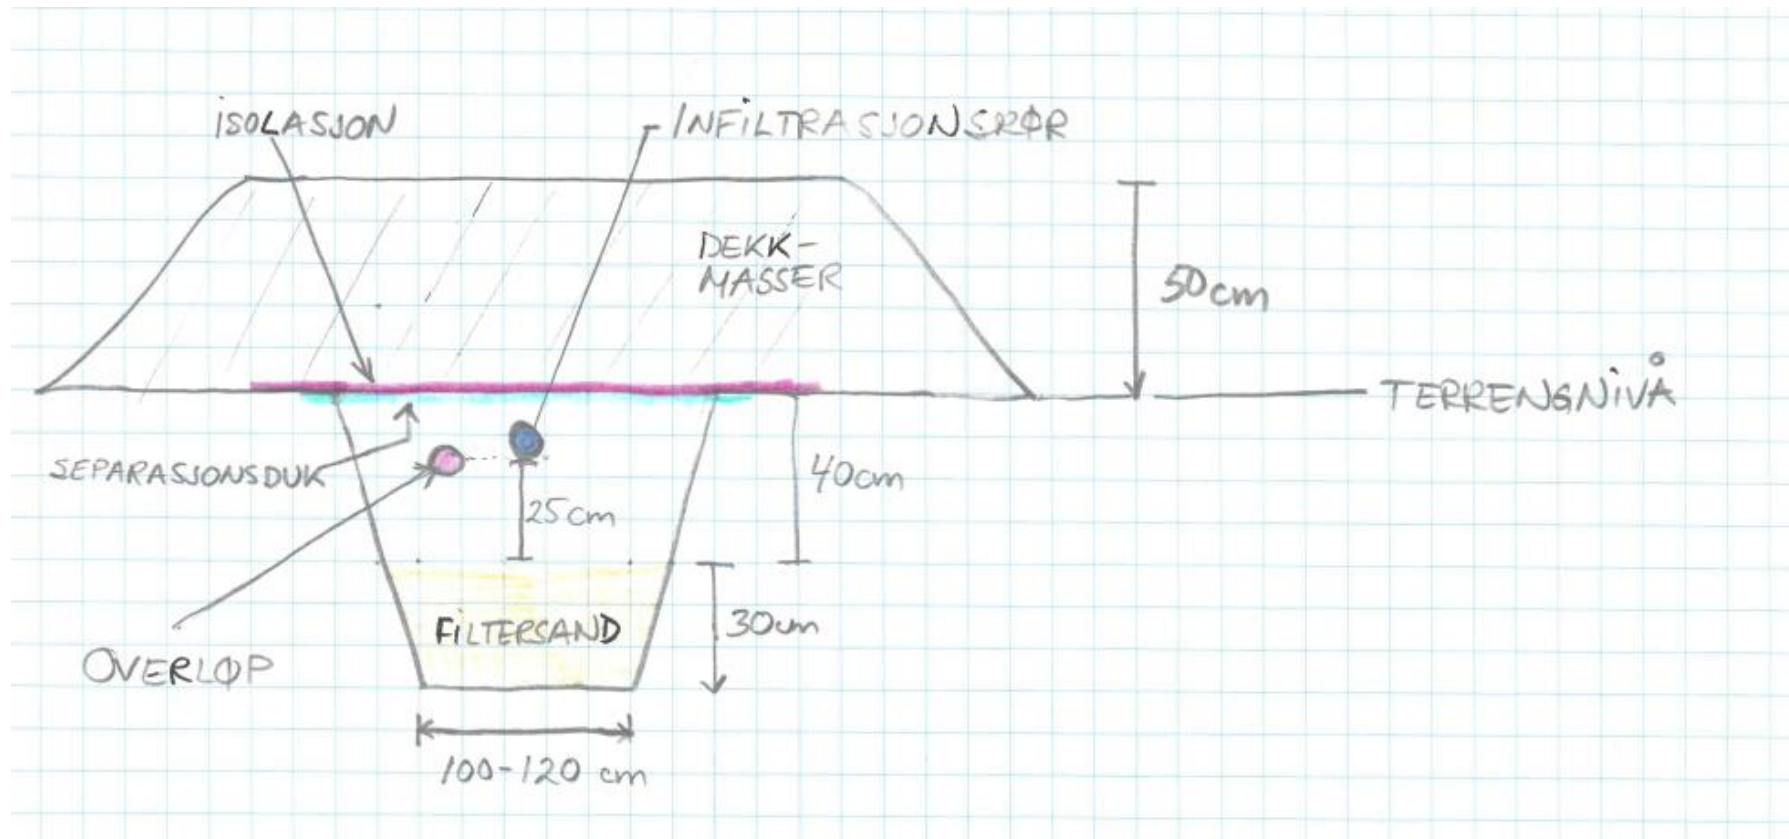 iSOLASJON
INFiLTRASJONSRØR
DEKK-
MASSER
50cm
TERRENGNiVÅ
SEPARASJONSDUK
40cm
25cm
FiLTERSAND
30cm
OVERLØP
100-120 cm